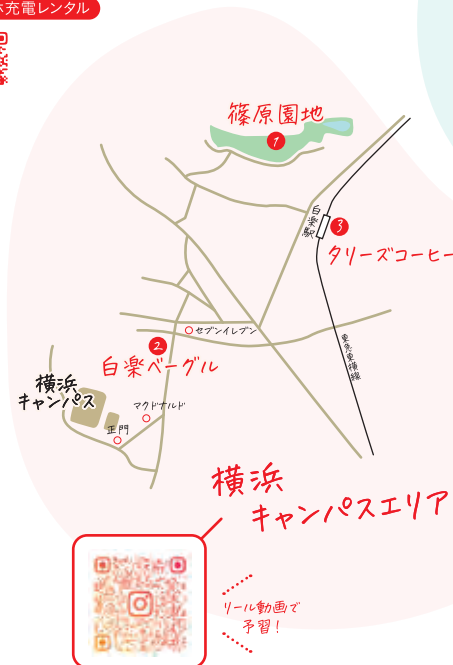 充電レンタル
篠原園地
1
白楽駅
3
タリーズコーヒー
セブンイレブン
2
白楽ベーグル
東急東横線
横浜
キャンパス
マクドナルド
正門
横浜
キャンパスエリア
リール動画で
予習!